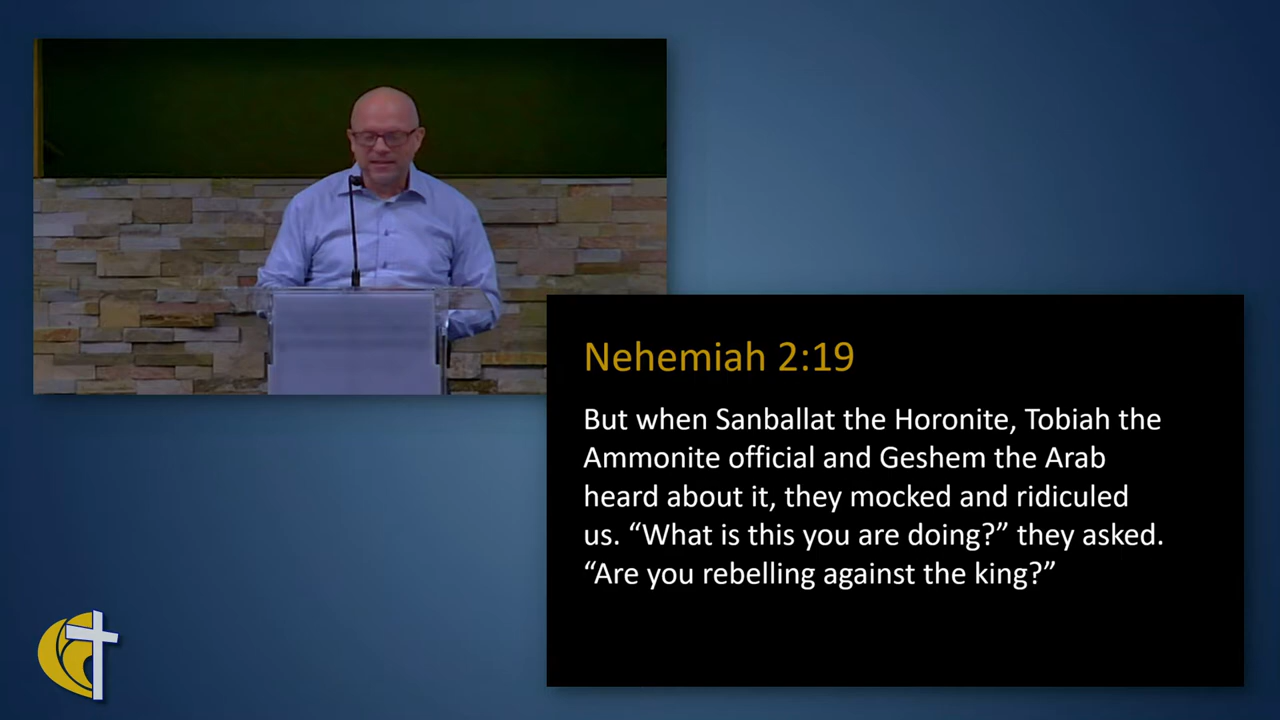 Nehemiah 2:19
But when Sanballat the Horonite, Tobiah the
Ammonite official and Geshem the Arab
heard about it, they mocked and ridiculed
us. “What is this you are doing?” they asked.
“Are you rebelling against the king?”